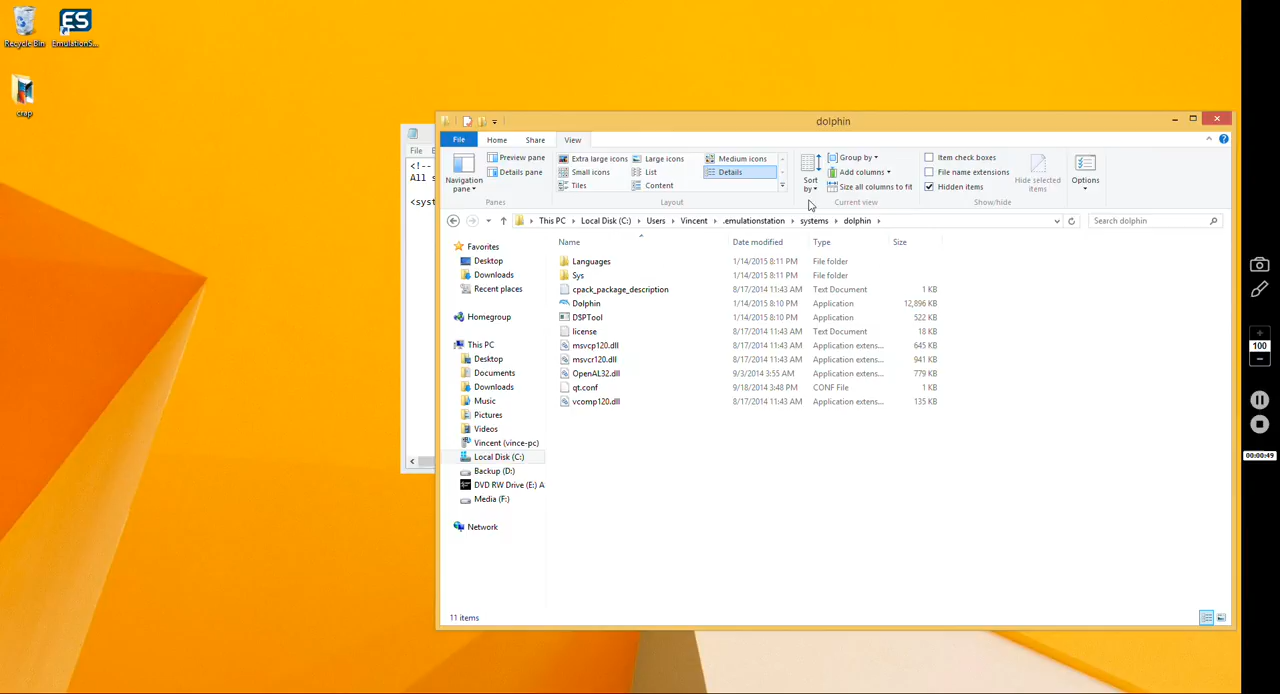 Recycle Bin
EmulationS...
crap
dolphin
File
Home
Share
View
Navigation pane
Preview pane
Details pane
Panes
Extra large icons
Large icons
Medium icons
Small icons
List
Details
Tiles
Content
Layout
Sort by
Group by
Add columns
Size all columns to fit
Current view
Item check boxes
File name extensions
Hidden items
Hide selected items
Show/hide
Options
This PC
Local Disk (C:)
Users
Vincent
.emulationstation
systems
dolphin
Search dolphin
Favorites
Desktop
Downloads
Recent places
Homegroup
This PC
Desktop
Documents
Downloads
Music
Pictures
Videos
Vincent (vince-pc)
Local Disk (C:)
Backup (D:)
DVD RW Drive (E:) A
Media (F:)
Network
Name Date modified Type Size
Languages 1/14/2015 8:11 PM File folder
Sys 1/14/2015 8:11 PM File folder
cpack_package_description 8/17/2014 11:43 AM Text Document 1 KB
Dolphin 1/14/2015 8:10 PM Application 12,896 KB
DSPTool 1/14/2015 8:10 PM Application 522 KB
license 8/17/2014 11:43 AM Text Document 18 KB
msvcp120.dll 8/17/2014 11:43 AM Application extens... 645 KB
msvcr120.dll 8/17/2014 11:43 AM Application extens... 941 KB
OpenAL32.dll 9/3/2014 3:55 AM Application extens... 779 KB
qt.conf 9/18/2014 3:48 PM CONF File 1 KB
vcomp120.dll 8/17/2014 11:43 AM Application extens... 135 KB
11 items
File E
<!--
All s
<syst
100
00:00:49